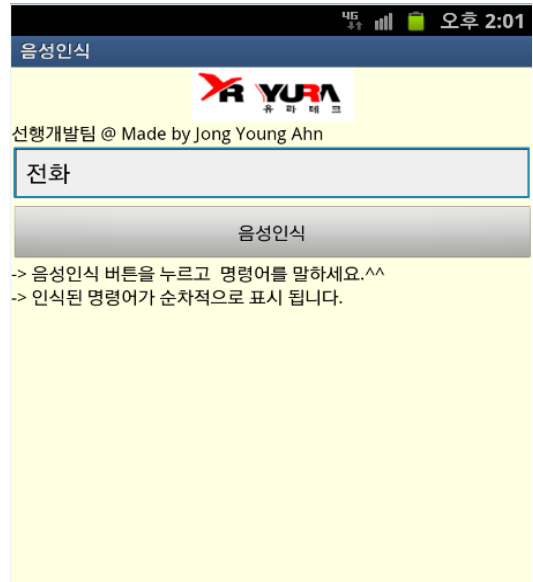 4G 오후 2:01
음성인식
YR YURA
유라테크
선행개발팀 @ Made by Jong Young Ahn
전화
음성인식
-> 음성인식 버튼을 누르고 명령어를 말하세요.^^
-> 인식된 명령어가 순차적으로 표시 됩니다.